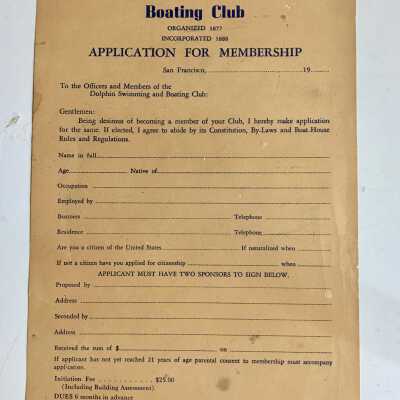 Boating Club
ORGANIZED 1877
INCORPORATED 1888
APPLICATION FOR MEMBERSHIP
San Francisco, 19
To the Officers and Members of the
Dolphin Swimming and Boating Club:
Gentlemen:
Being desirous of becoming a member of your Club, I hereby make application
for the same. If elected, I agree to abide by its Constitution, By-Laws and Boat-House
Rules and Regulations.
Name in full
Age Native of
Occupation
Employed by
Business Telephone
Residence Telephone
Are you a citizen of the United States If naturalized when
If not a citizen have you applied for citizenship when
APPLICANT MUST HAVE TWO SPONSORS TO SIGN BELOW.
Proposed by
Address
Seconded by
Address
Received the sum of $ on
If applicant has not yet reached 21 years of age parental consent to membership must accompany
application.
Initiation Fee $25.00
(Including Building Assessment)
DUES 6 months in advance